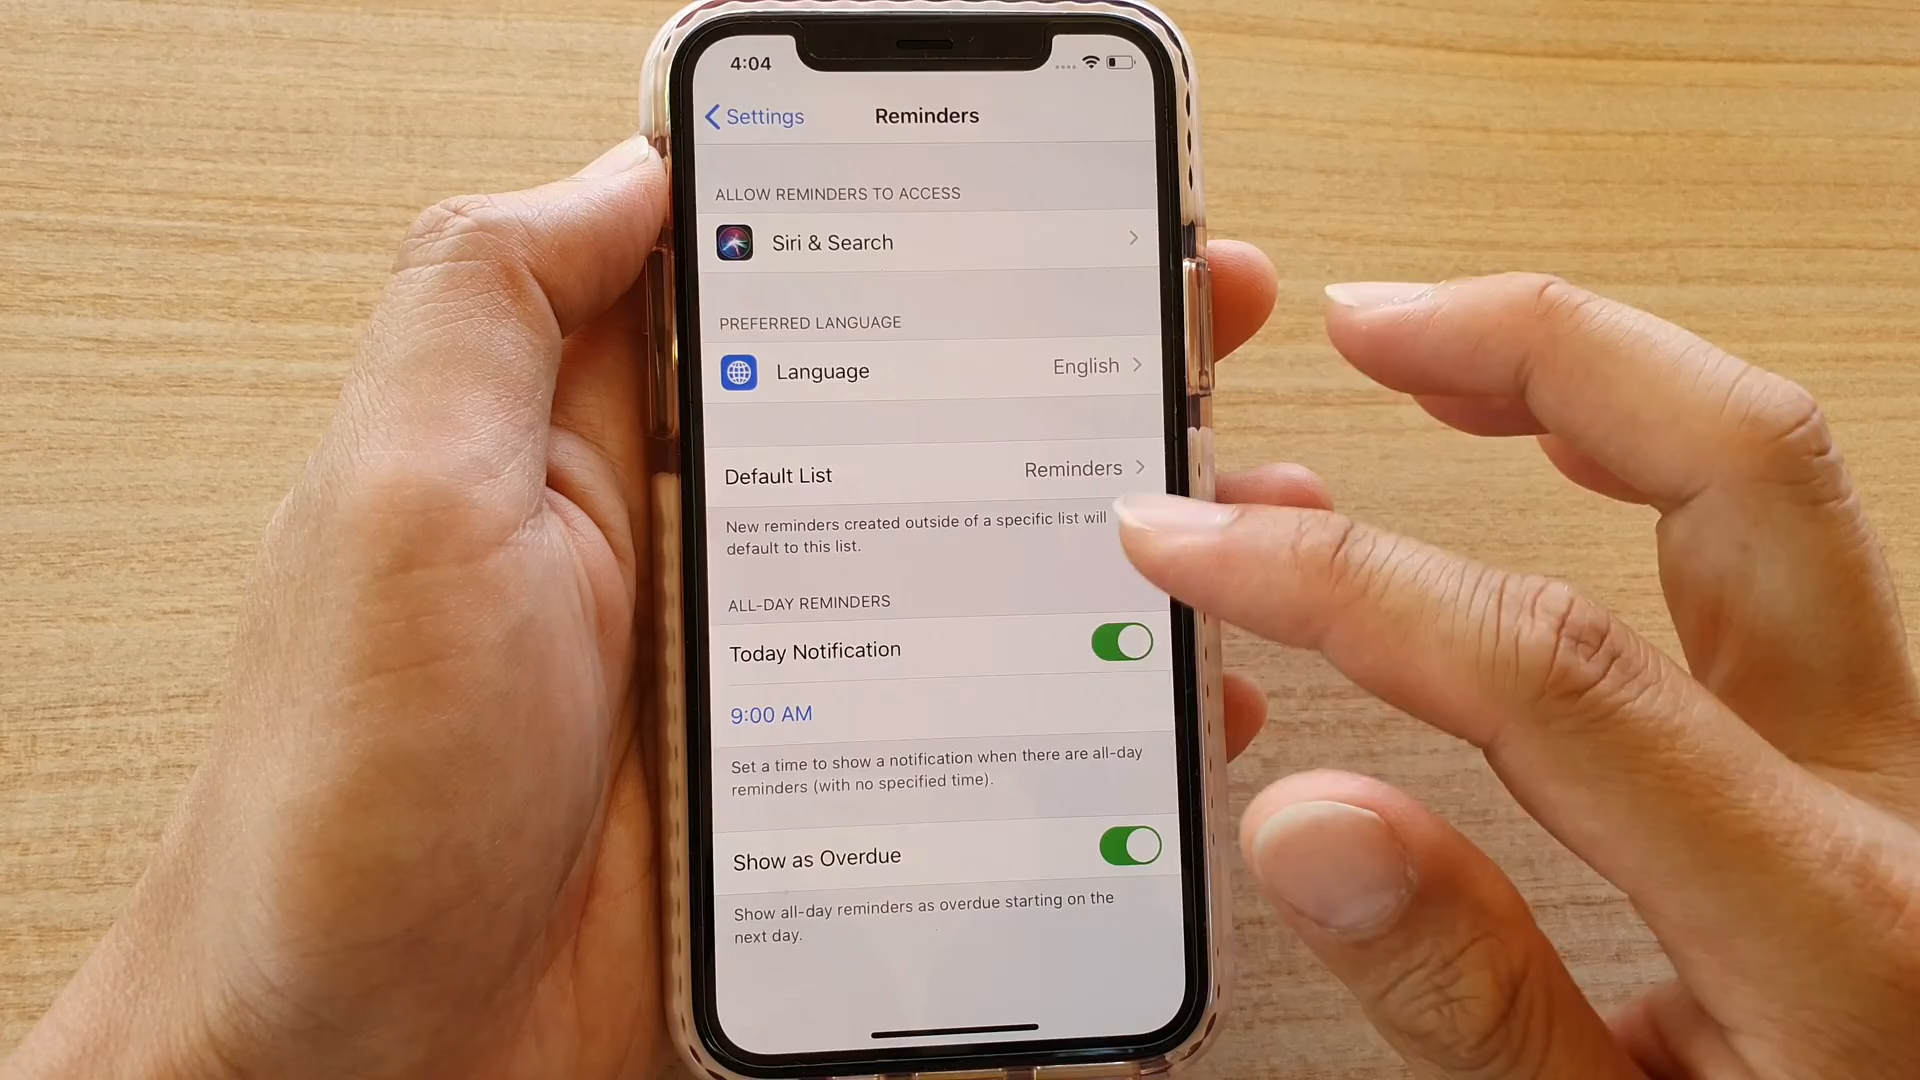 4:04
Settings
Reminders
ALLOW REMINDERS TO ACCESS
Siri & Search
PREFERRED LANGUAGE
Language English
Default List Reminders
New reminders created outside of a specific list will
default to this list.
ALL-DAY REMINDERS
Today Notification
9:00 AM
Set a time to show a notification when there are all-day
reminders (with no specified time).
Show as Overdue
Show all-day reminders as overdue starting on the
next day.